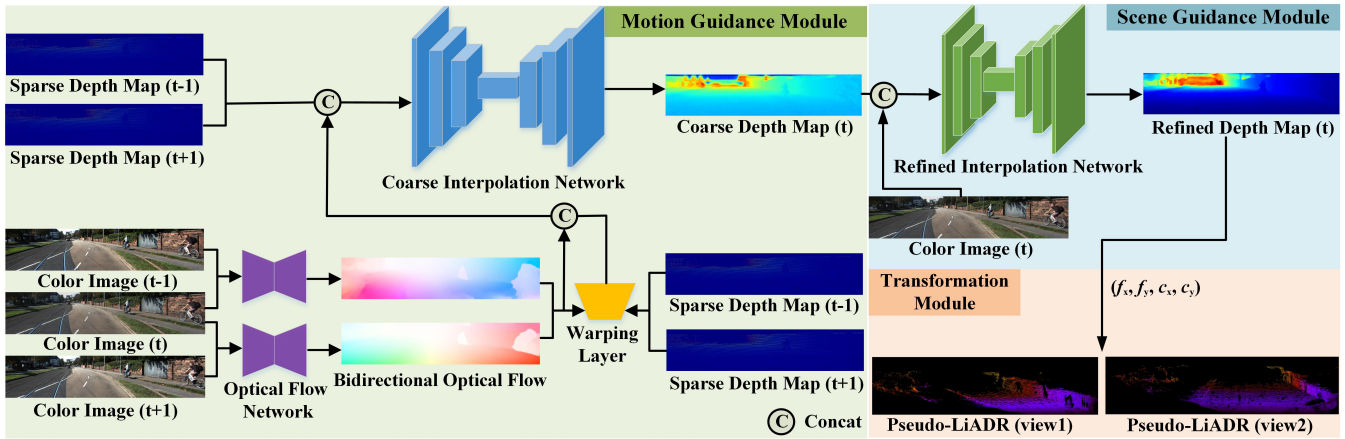 Motion Guidance Module
Sparse Depth Map (t-1)
Sparse Depth Map (t+1)
C
Coarse Interpolation Network
Coarse Depth Map (t)
Color Image (t-1)
Color Image (t)
Color Image (t+1)
Optical Flow
Network
Bidirectional Optical Flow
C
Warping
Layer
Sparse Depth Map (t-1)
Sparse Depth Map (t+1)
C Concat
Scene Guidance Module
C
Refined Interpolation Network
Refined Depth Map (t)
Color Image (t)
Transformation
Module
(fx, fy, cx, cy)
Pseudo-LiADR (view1)
Pseudo-LiADR (view2)